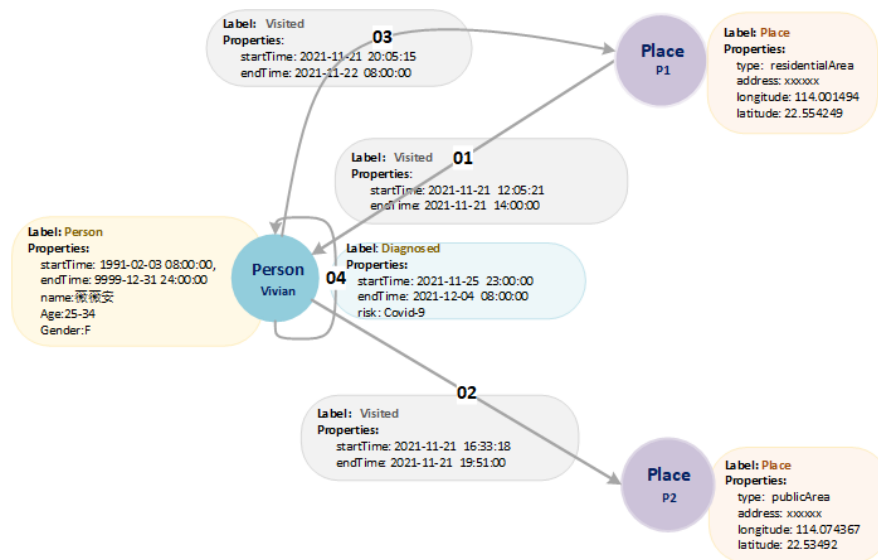 Label: Visited
Properties:
startTime: 2021-11-21 20:05:15
endTime: 2021-11-22 08:00:00
03
Place
P1
Label: Place
Properties:
type: residentialArea
address: xxxxxx
longitude: 114.001494
latitude: 22.554249
Label: Visited
Properties:
startTime: 2021-11-21 12:05:21
endTime: 2021-11-21 14:00:00
01
Label: Person
Properties:
startTime: 1991-02-03 08:00:00,
endTime: 9999-12-31 24:00:00
name:薇薇安
Age:25-34
Gender:F
Person
Vivian
04
Label: Diagnosed
Properties:
startTime: 2021-11-25 23:00:00
endTime: 2021-12-04 08:00:00
risk: Covid-9
02
Label: Visited
Properties:
startTime: 2021-11-21 16:33:18
endTime: 2021-11-21 19:51:00
Place
P2
Label: Place
Properties:
type: publicArea
address: xxxxxx
longitude: 114.074367
latitude: 22.53492